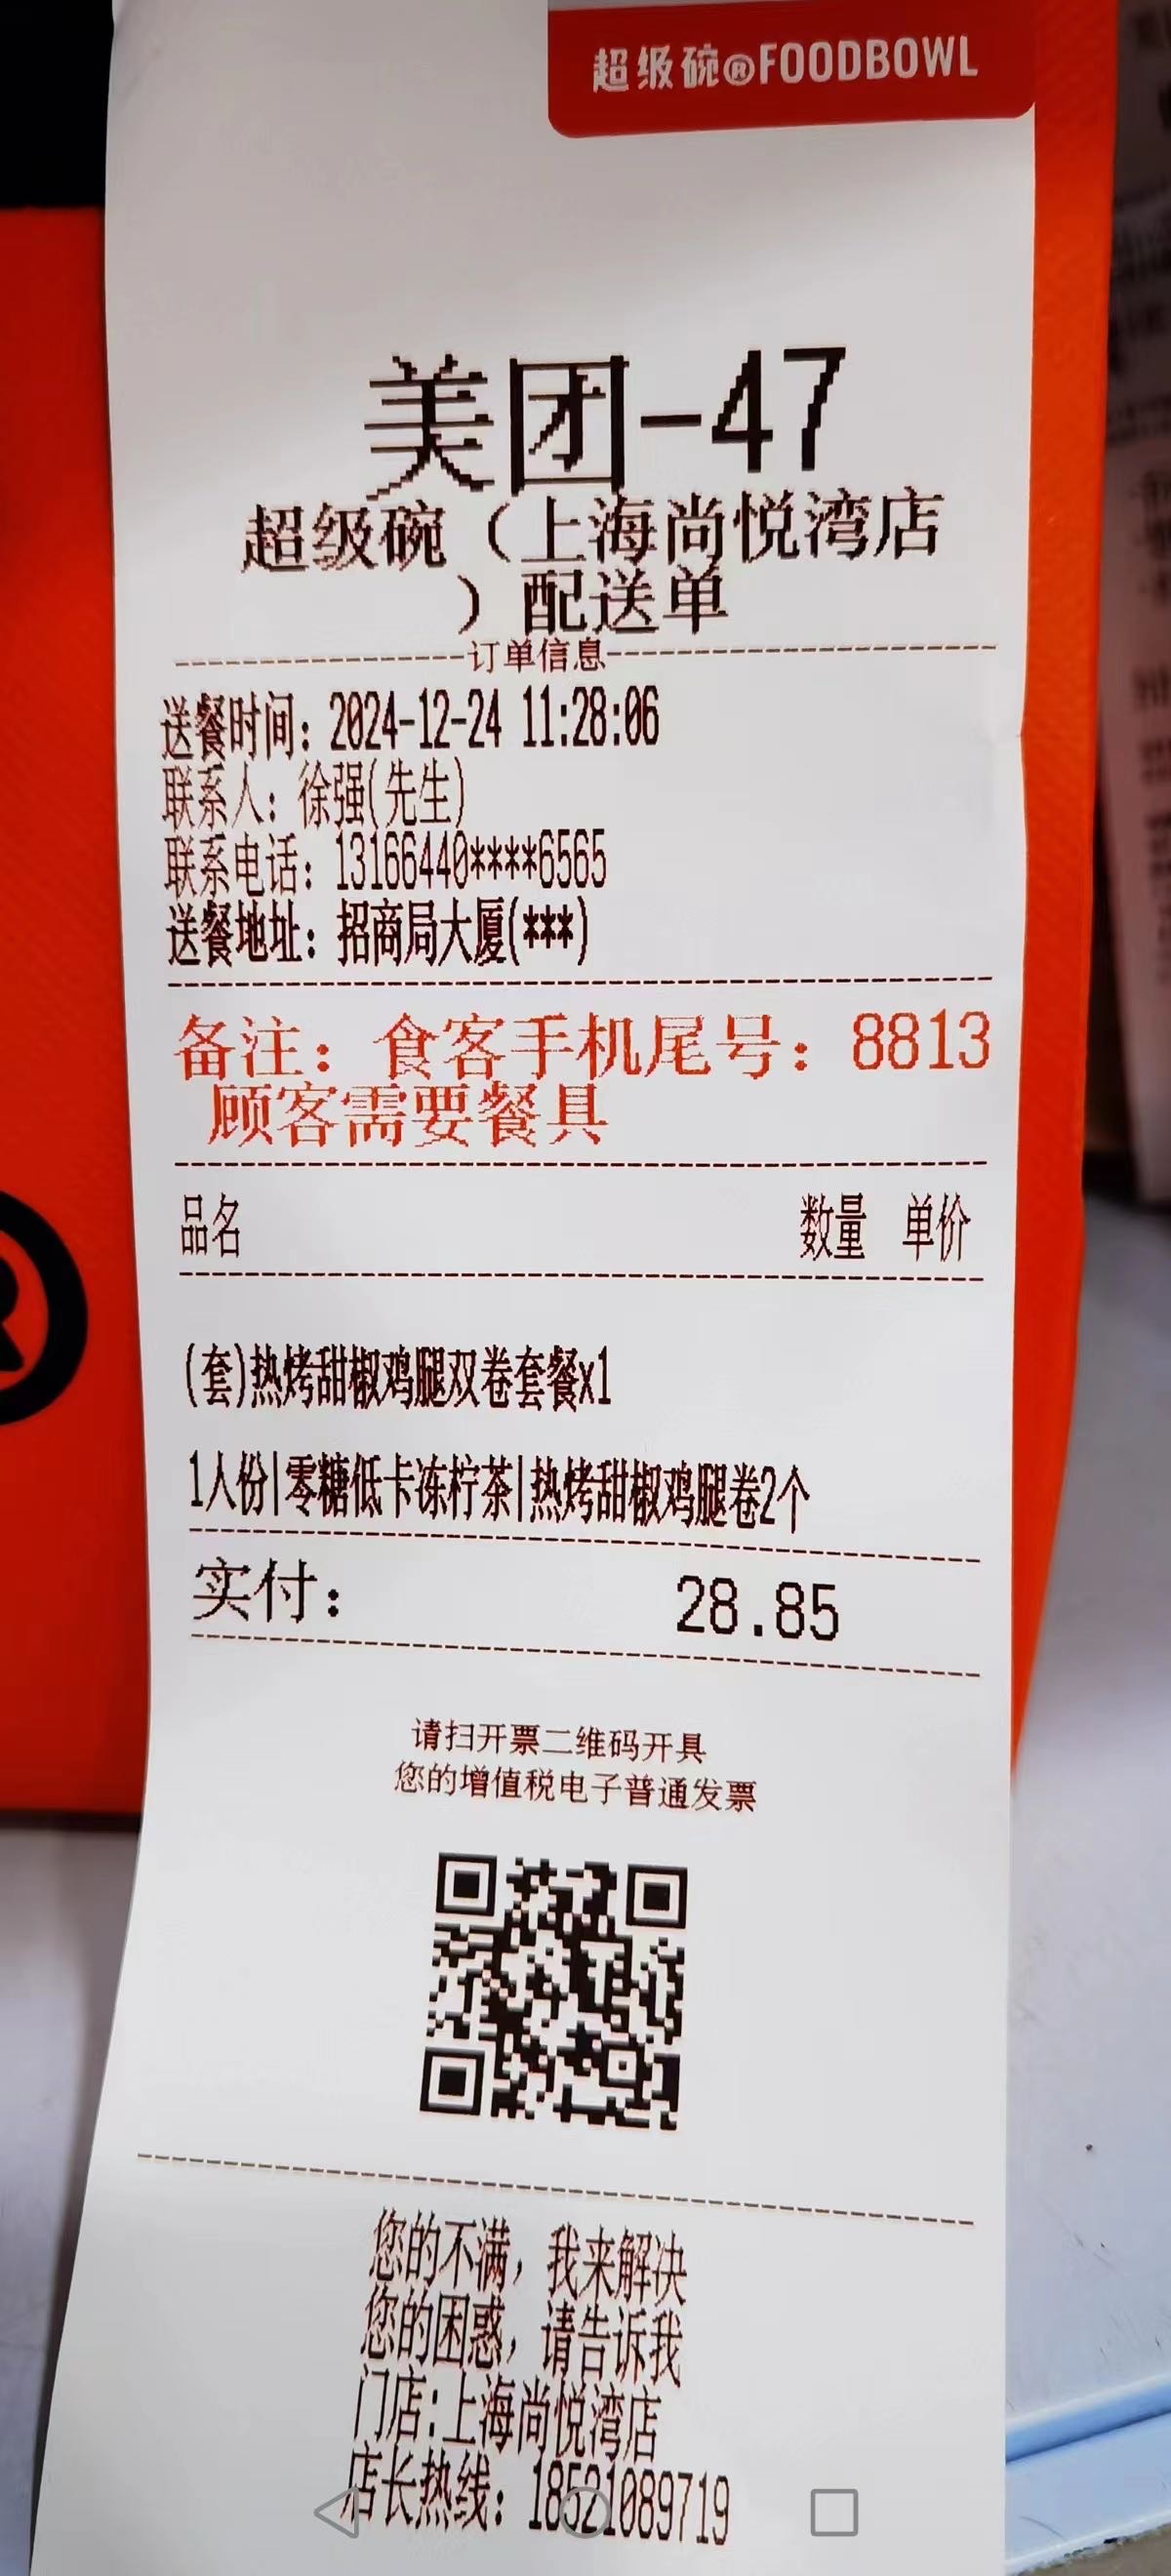 超级碗®FOODBOWL
美团-47
超级碗（上海尚悦湾店
）配送单
订单信息
送餐时间：2024-12-24 11:28:06
联系人：徐强(先生)
联系电话：13166440****6565
送餐地址：招商局大厦(***)
备注：食客手机尾号：8813
顾客需要餐具
品名 数量 单价
(套)热烤甜椒鸡腿双卷套餐x1
1人份|零糖低卡冻柠茶|热烤甜椒鸡腿卷2个
实付： 28.85
请扫开票二维码开具
您的增值税电子普通发票
您的不满，我来解决
您的困惑，请告诉我
门店:上海尚悦湾店
店长热线：18521089719